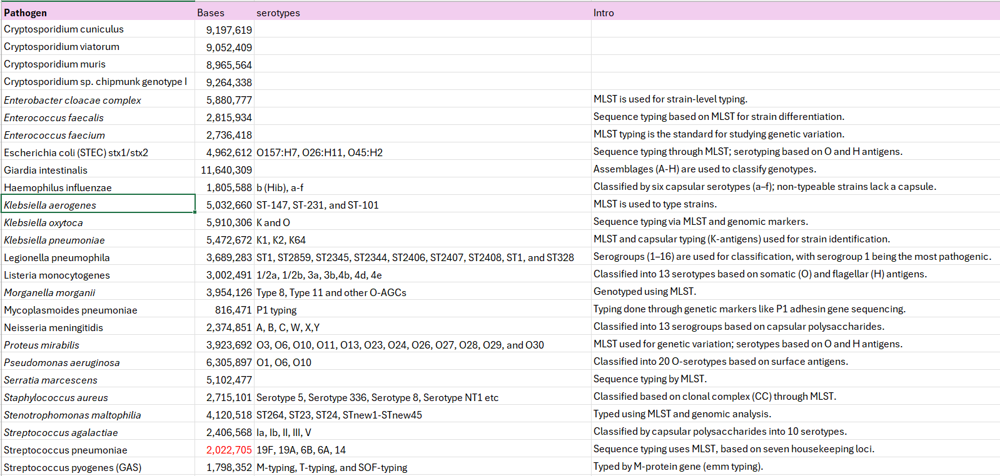 Pathogen Bases serotypes Intro
Cryptosporidium cuniculus 9,197,619
Cryptosporidium viatorum 9,052,409
Cryptosporidium muris 8,965,564
Cryptosporidium sp. chipmunk genotype I 9,264,338
Enterobacter cloacae complex 5,880,777 MLST is used for strain-level typing.
Enterococcus faecalis 2,815,934 Sequence typing based on MLST for strain differentiation.
Enterococcus faecium 2,736,418 MLST typing is the standard for studying genetic variation.
Escherichia coli (STEC) stx1/stx2 4,962,612 O157:H7, O26:H11, O45:H2 Sequence typing through MLST; serotyping based on O and H antigens.
Giardia intestinalis 11,640,309 Assemblages (A-H) are used to classify genotypes.
Haemophilus influenzae 1,805,588 b (Hib), a-f Classified by six capsular serotypes (a–f); non-typeable strains lack a capsule.
Klebsiella aerogenes 5,032,660 ST-147, ST-231, and ST-101 MLST is used to type strains.
Klebsiella oxytoca 5,910,306 K and O Sequence typing via MLST and genomic markers.
Klebsiella pneumoniae 5,472,672 K1, K2, K64 MLST and capsular typing (K-antigens) used for strain identification.
Legionella pneumophila 3,689,283 ST1, ST2859, ST2345, ST2344, ST2406, ST2407, ST2408, ST1, and ST328 Serogroups (1–16) are used for classification, with serogroup 1 being the most pathogenic.
Listeria monocytogenes 3,002,491 1/2a, 1/2b, 3a, 3b,4b, 4d, 4e Classified into 13 serotypes based on somatic (O) and flagellar (H) antigens.
Morganella morganii 3,954,126 Type 8, Type 11 and other O-AGCs Genotyped using MLST.
Mycoplasmoides pneumoniae 816,471 P1 typing Typing done through genetic markers like P1 adhesin gene sequencing.
Neisseria meningitidis 2,374,851 A, B, C, W, X,Y Classified into 13 serogroups based on capsular polysaccharides.
Proteus mirabilis 3,923,692 O3, O6, O10, O11, O13, O23, O24, O26, O27, O28, O29, and O30 MLST used for genetic variation; serotypes based on O and H antigens.
Pseudomonas aeruginosa 6,305,897 O1, O6, O10 Classified into 20 O-serotypes based on surface antigens.
Serratia marcescens 5,102,477 Sequence typing by MLST.
Staphylococcus aureus 2,715,101 Serotype 5, Serotype 336, Serotype 8, Serotype NT1 etc Classified based on clonal complex (CC) through MLST.
Stenotrophomonas maltophilia 4,120,518 ST264, ST23, ST24, STnew1-STnew45 Typed using MLST and genomic analysis.
Streptococcus agalactiae 2,406,568 Ia, Ib, II, III, V Classified by capsular polysaccharides into 10 serotypes.
Streptococcus pneumoniae 2,022,705 19F, 19A, 6B, 6A, 14 Sequence typing uses MLST, based on seven housekeeping loci.
Streptococcus pyogenes (GAS) 1,798,352 M-typing, T-typing, and SOF-typing Typed by M-protein gene (emm typing).